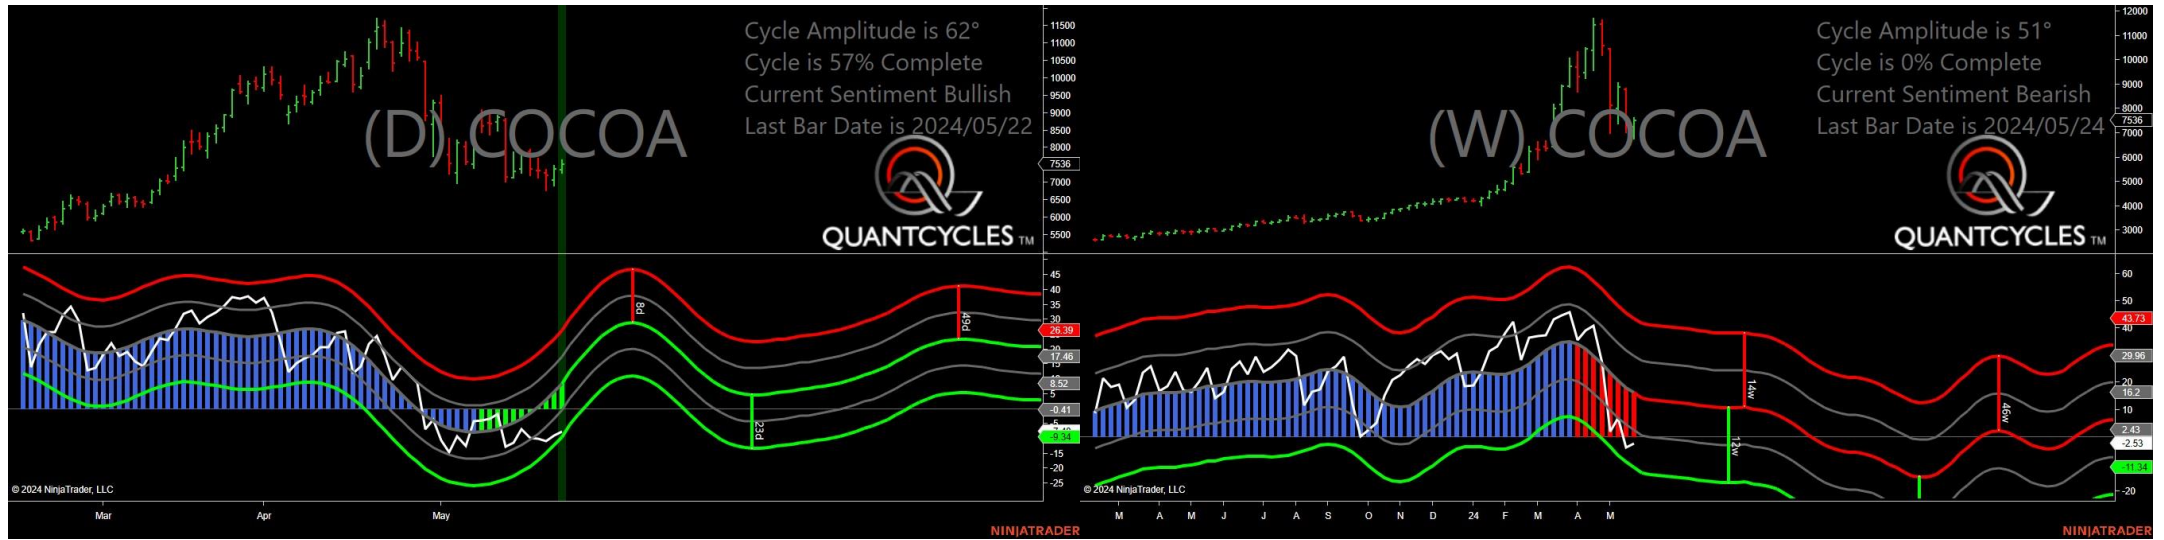 Cycle Amplitude is 62°
Cycle is 57% Complete
Current Sentiment Bullish
Last Bar Date is 2024/05/22
(D) COCOA
QUANTCYCLES TM
11500
11000
10500
10000
9500
9000
8500
8000
7536
7000
6500
6000
5500
45
40
35
30
26.39
20
17.46
15
8.52
5
-0.41
-9.34
-15
-20
-25
8d
23d
49d
© 2024 NinjaTrader, LLC
Mar Apr May
NINJATRADER
Cycle Amplitude is 51°
Cycle is 0% Complete
Current Sentiment Bearish
Last Bar Date is 2024/05/24
(W) COCOA
QUANTCYCLES TM
12000
11000
10000
9000
8000
7536
7000
6000
5000
4000
3000
60
50
43.73
40
29.96
20
16.2
10
2.43
-2.53
-11.34
-20
14w
12w
46w
© 2024 NinjaTrader, LLC
M A M J J A S O N D 24 F M A M
NINJATRADER